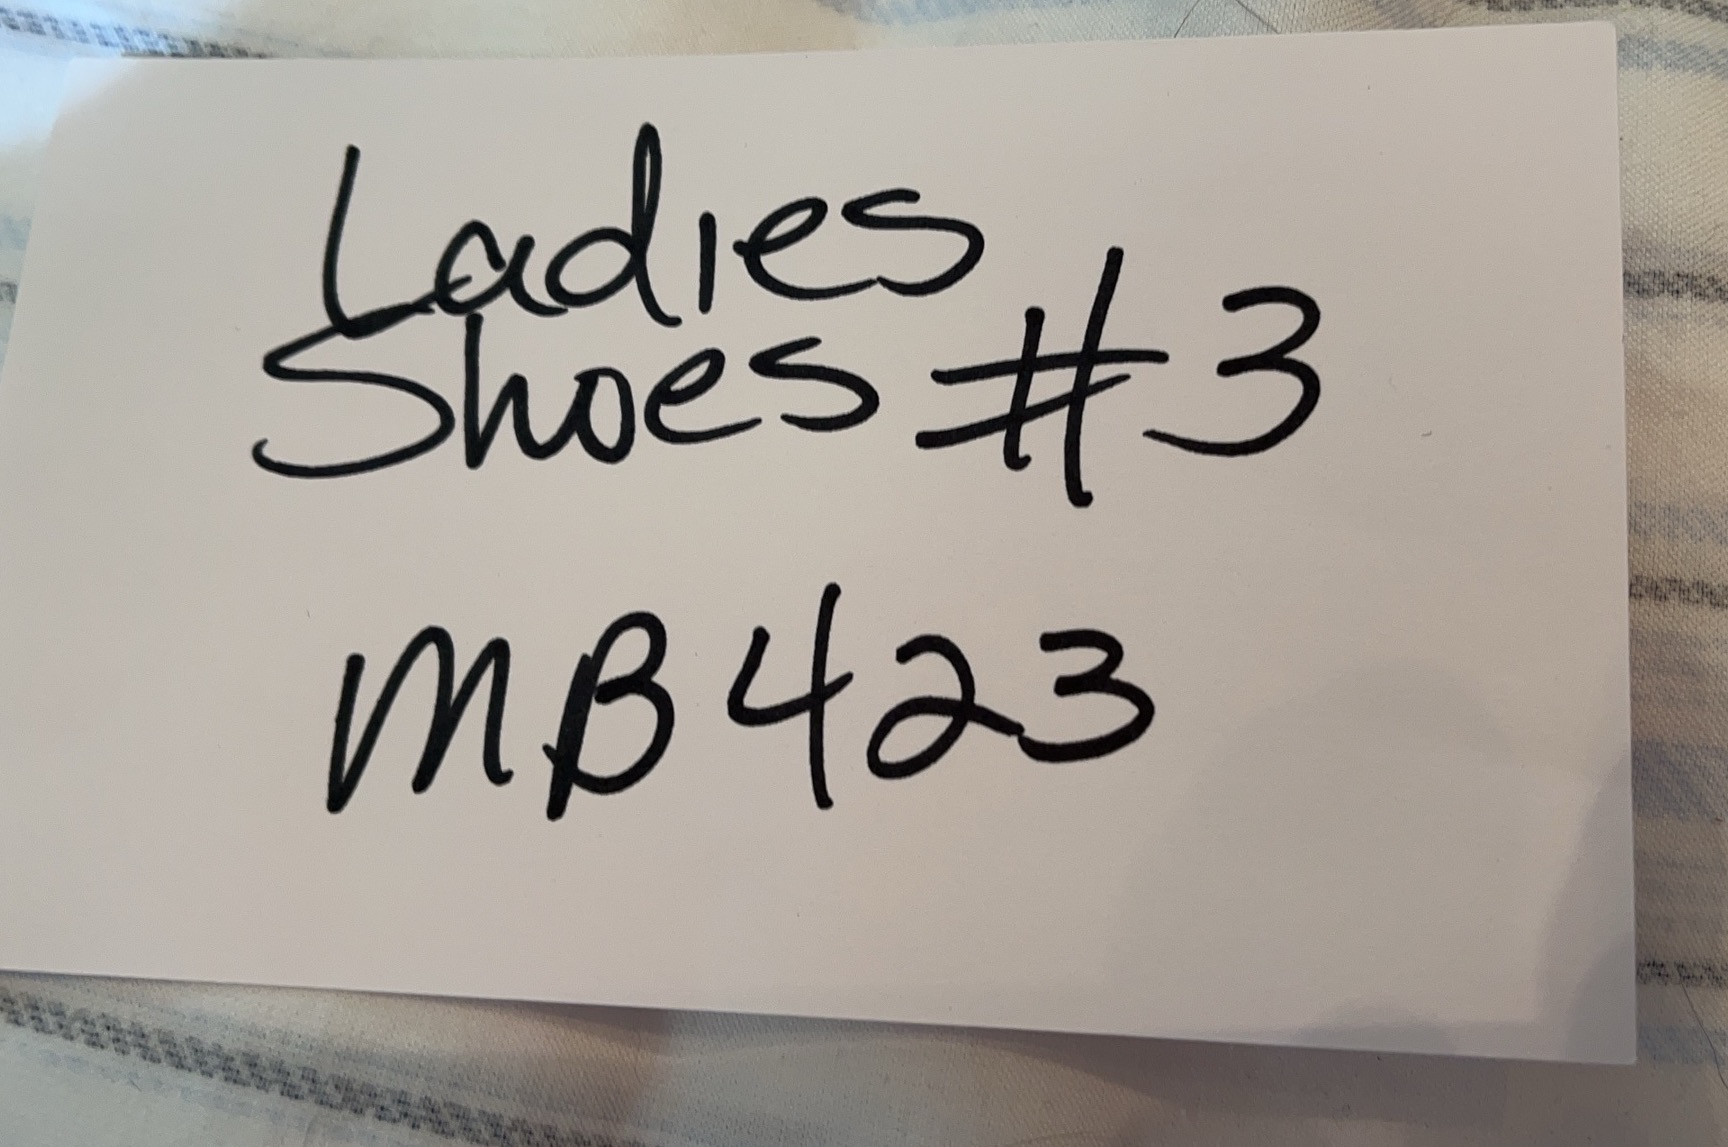 Ladies
Shoes #3
MB423